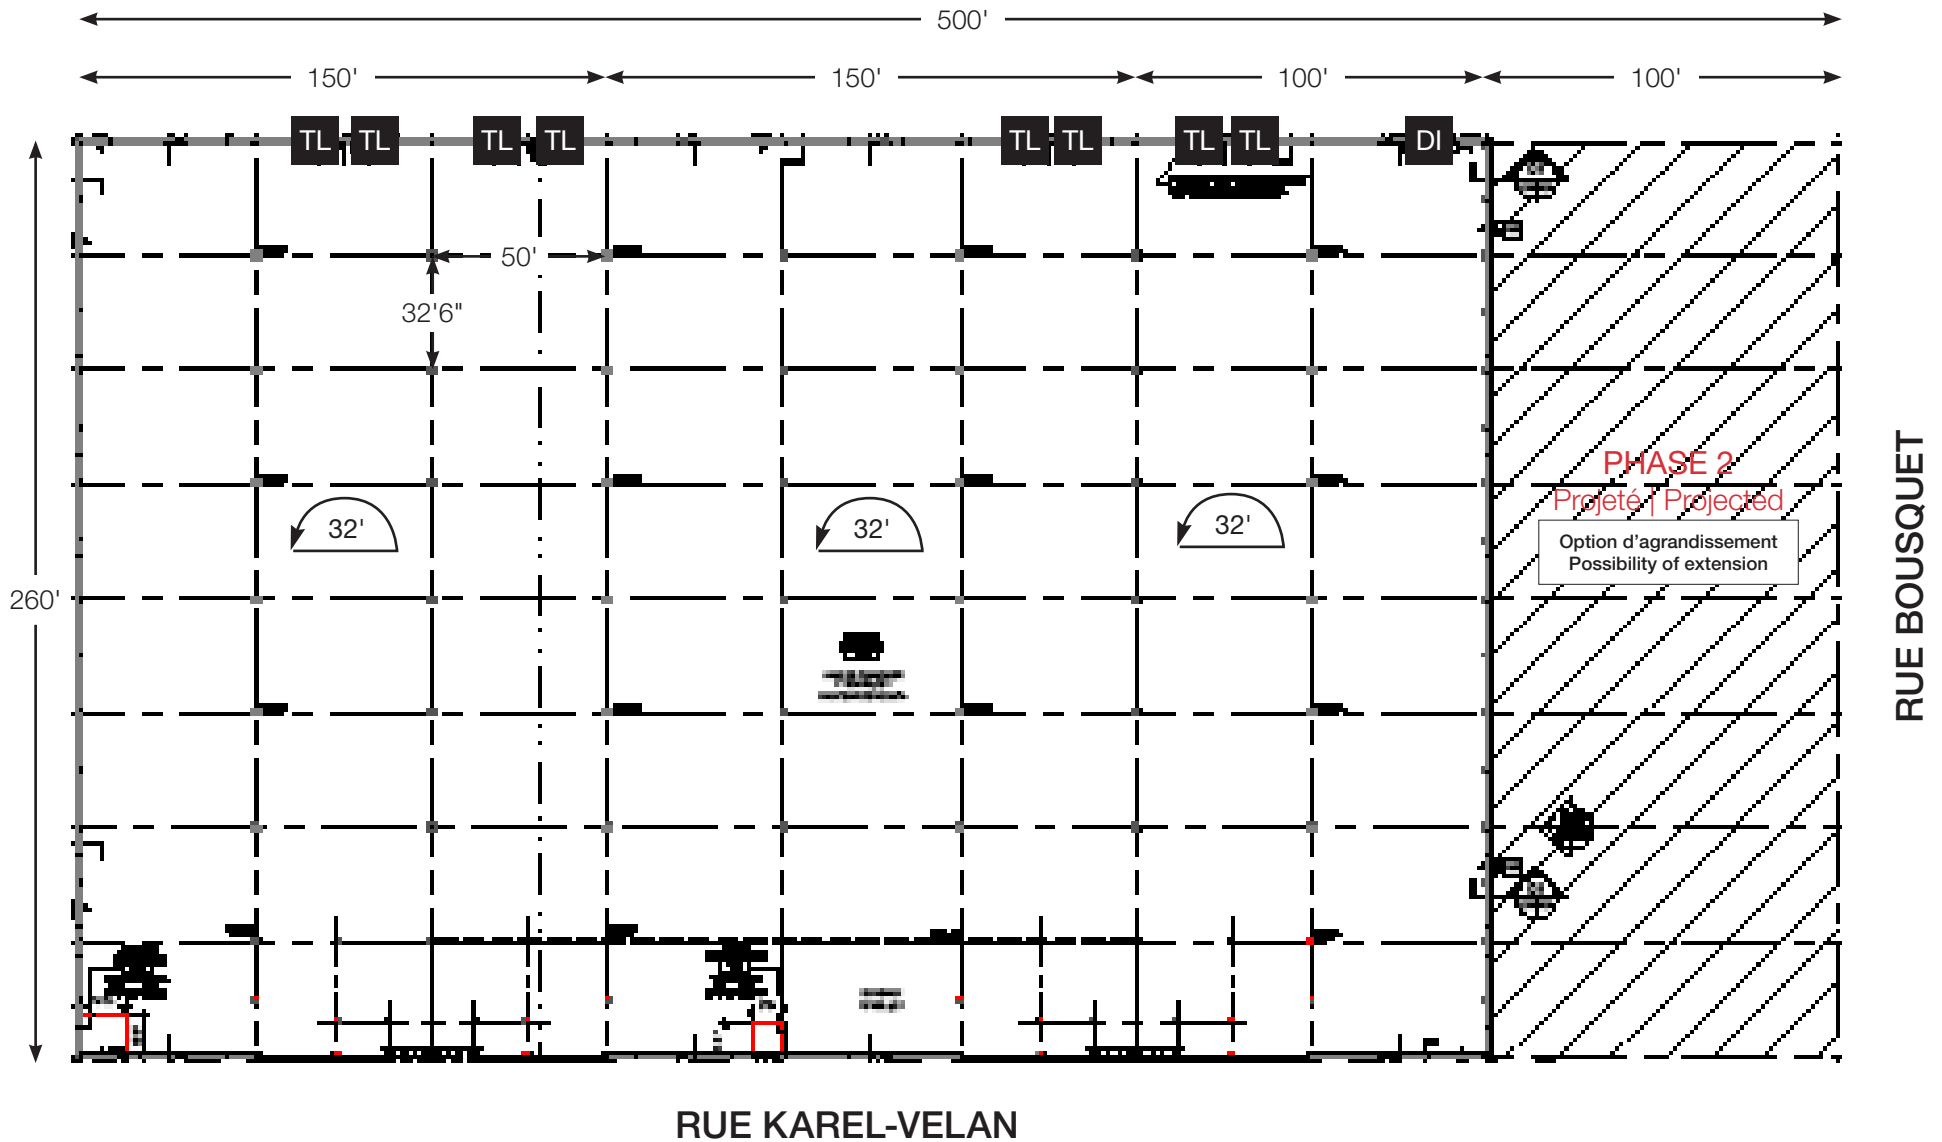 500'
150'
150'
100'
100'
TL TL TL TL TL TL TL TL DI
50'
32'6"
PHASE 2
Projeté | Projected
32'
32'
32'
Option d'agrandissement
Possibility of extension
260'
RUE BOUSQUET
RUE KAREL-VELAN